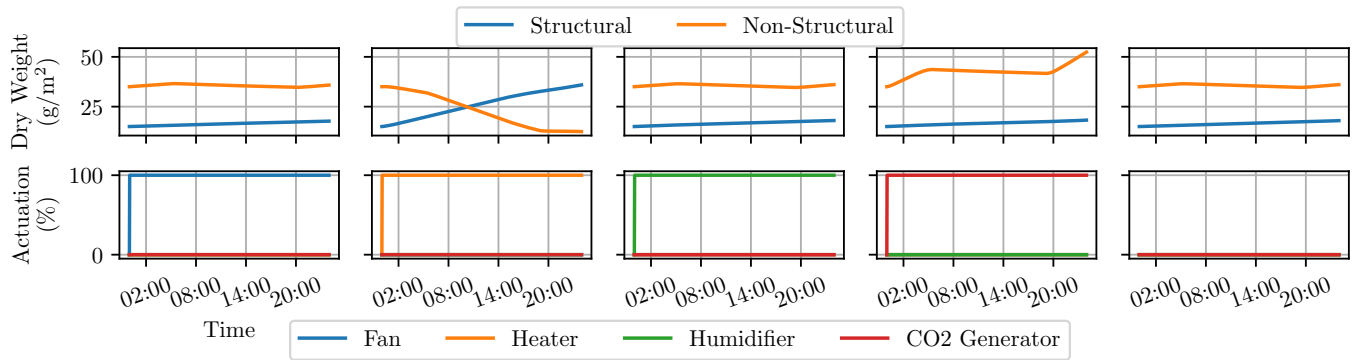 Structural Non-Structural
Dry Weight
(g/m²)
50
25
Actuation
(%)
100
0
02:00 08:00 14:00 20:00
02:00 08:00 14:00 20:00
02:00 08:00 14:00 20:00
02:00 08:00 14:00 20:00
02:00 08:00 14:00 20:00
Time
Fan Heater Humidifier CO2 Generator